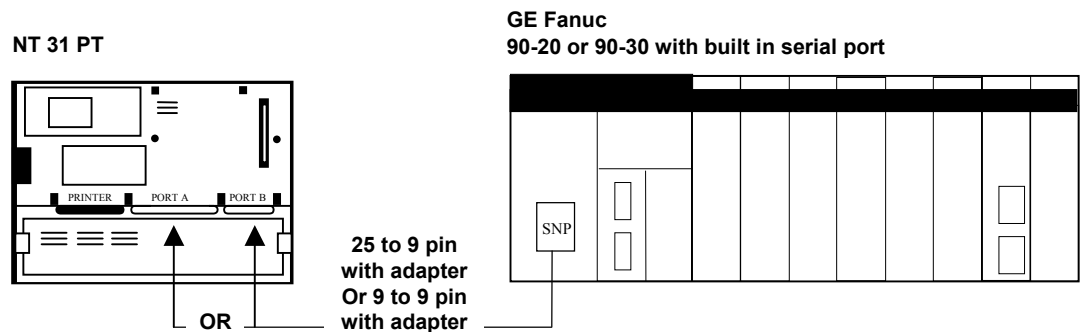 NT 31 PT
GE Fanuc
90-20 or 90-30 with built in serial port
PRINTER
PORT A
PORT B
SNP
25 to 9 pin
with adapter
Or 9 to 9 pin
with adapter
OR